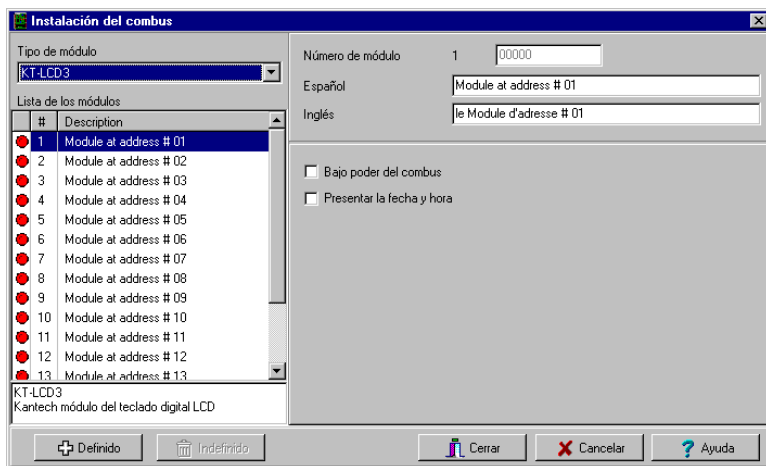 Instalación del combus
Tipo de módulo
KT-LCD3
Lista de los módulos
# Description
1 Module at address # 01
2 Module at address # 02
3 Module at address # 03
4 Module at address # 04
5 Module at address # 05
6 Module at address # 06
7 Module at address # 07
8 Module at address # 08
9 Module at address # 09
10 Module at address # 10
11 Module at address # 11
12 Module at address # 12
13 Module at address # 13
KT-LCD3
Kantech módulo del teclado digital LCD
Número de módulo 1 00000
Español Module at address # 01
Inglés le Module d'adresse # 01
Bajo poder del combus
Presentar la fecha y hora
Definido Indefinido Cerrar Cancelar Ayuda